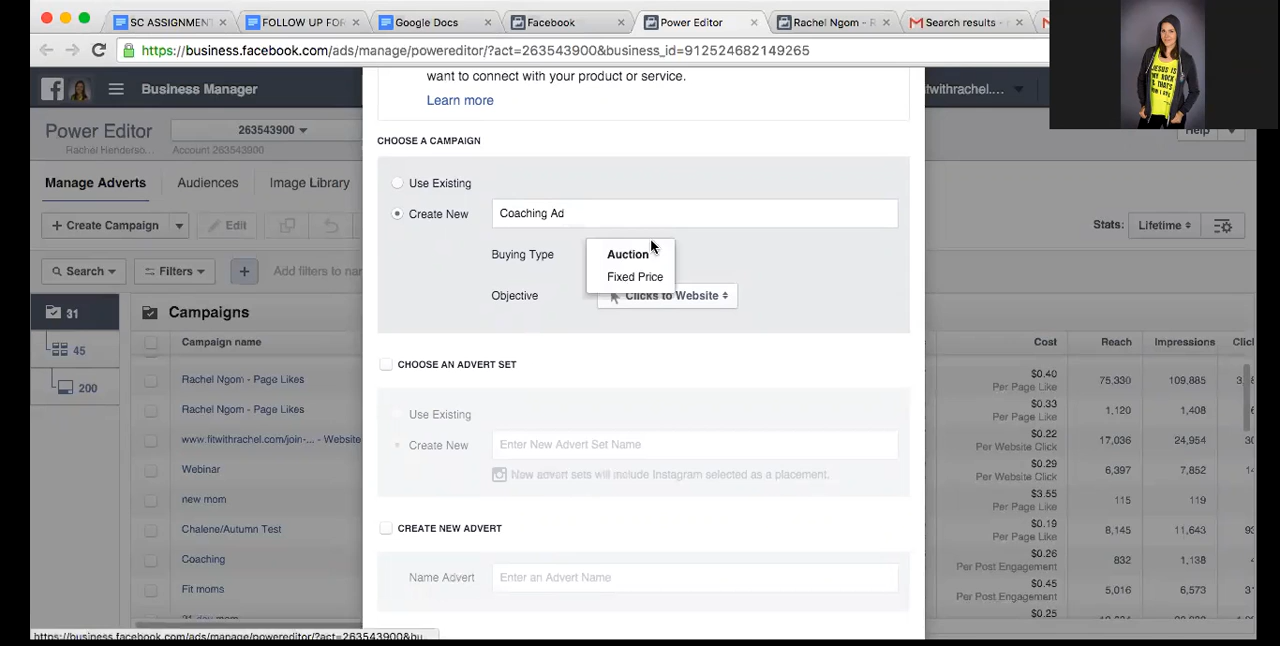 SC ASSIGNMENT
FOLLOW UP FOR
Google Docs
Facebook
Power Editor
Rachel Ngom - R
Search results -
https://business.facebook.com/ads/manage/powereditor/?act=263543900&business_id=912524682149265
JESUS IS
MY ROCK
& THAT'S
HOW I ROLL
Business Manager
itwithrachel....
Help
Power Editor
Rachel Henderso...
263543900
Account 263543900
Manage Adverts
Audiences
Image Library
+ Create Campaign
Edit
Stats:
Lifetime
Search
Filters
+
Add filters to nar
31
45
200
Campaigns
Campaign name
Cost
Reach
Impressions
Clic
Rachel Ngom - Page Likes
$0.40
Per Page Like
75,330
109,885
Rachel Ngom - Page Likes
$0.33
Per Page Like
1,120
1,408
www.fitwithrachel.com/join-... - Website
$0.22
Per Website Click
17,036
24,954
Webinar
$0.29
Per Website Click
6,397
7,852
new mom
$3.55
Per Page Like
115
119
Chalene/Autumn Test
$0.19
Per Page Like
8,145
11,643
Coaching
$0.26
Per Post Engagement
832
1,138
Fit moms
$0.45
Per Post Engagement
5,016
6,573
$0.25
want to connect with your product or service.
Learn more
CHOOSE A CAMPAIGN
Use Existing
Create New
Coaching Ad
Buying Type
Auction
Fixed Price
Objective
Clicks to Website
CHOOSE AN ADVERT SET
Use Existing
Create New
Enter New Advert Set Name
New advert sets will include Instagram selected as a placement.
CREATE NEW ADVERT
Name Advert
Enter an Advert Name
https://business.facebook.com/ads/manage/powereditor/?act=263543900&bu...